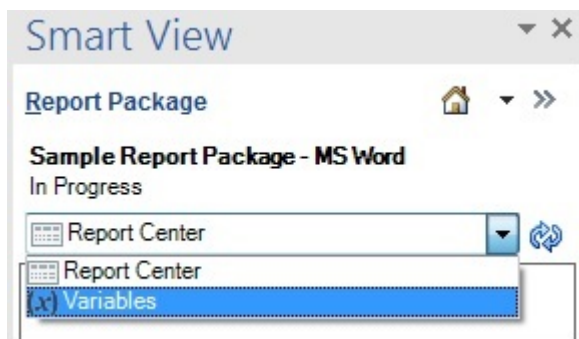 Smart View
Report Package
Sample Report Package - MS Word
In Progress
Report Center
Report Center
(x) Variables